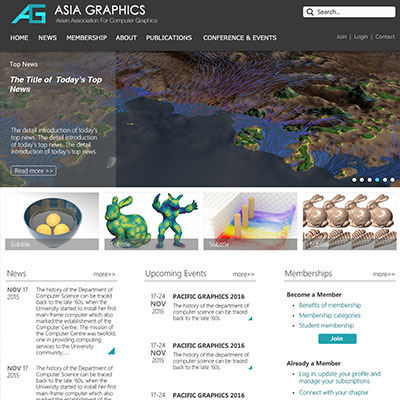 AG ASIA GRAPHICS
Asian Association For Computer Graphics
Search...
HOME NEWS MEMBERSHIP ABOUT PUBLICATIONS CONFERENCE & EVENTS
Join | Login | Contact
Top News
The Title of Today's Top
News
The detail introduction of today's
top news. The detail introduction
of today's top news. The detail
introduction of today's top news.
Read more >>
Subtitle
Subtitle
Subtitle
Subtitle
News more>>
NOV 17
2015
The history of the Department of
Computer Science can be traced
back to the late '60s, when the
University started to install her first
main-frame computer which also
marked the establishment of the
Computer Centre. The mission of
the Computer Centre was twofold,
one in providing computing
services to the University
community,.....
NOV 17
2015
The history of the Department of
Computer Science can be traced
back to the late '60s, when the
University started to install her first
main-frame computer which also
Upcoming Events more>>
17-24
NOV
2015
PACIFIC GRAPHICS 2016
The history of the department of
computer science can be traced
back to the late '60s.
17-24
NOV
2015
PACIFIC GRAPHICS 2016
The history of the department of
computer science can be traced
back to the late '60s.
17-24
PACIFIC GRAPHICS 2016
Memberships
Become a Member
Benefits of membership
Membership categories
Student membership
Join
Already a Member
Log in, update your profile and
manage your subscriptions.
Connect with your chapter